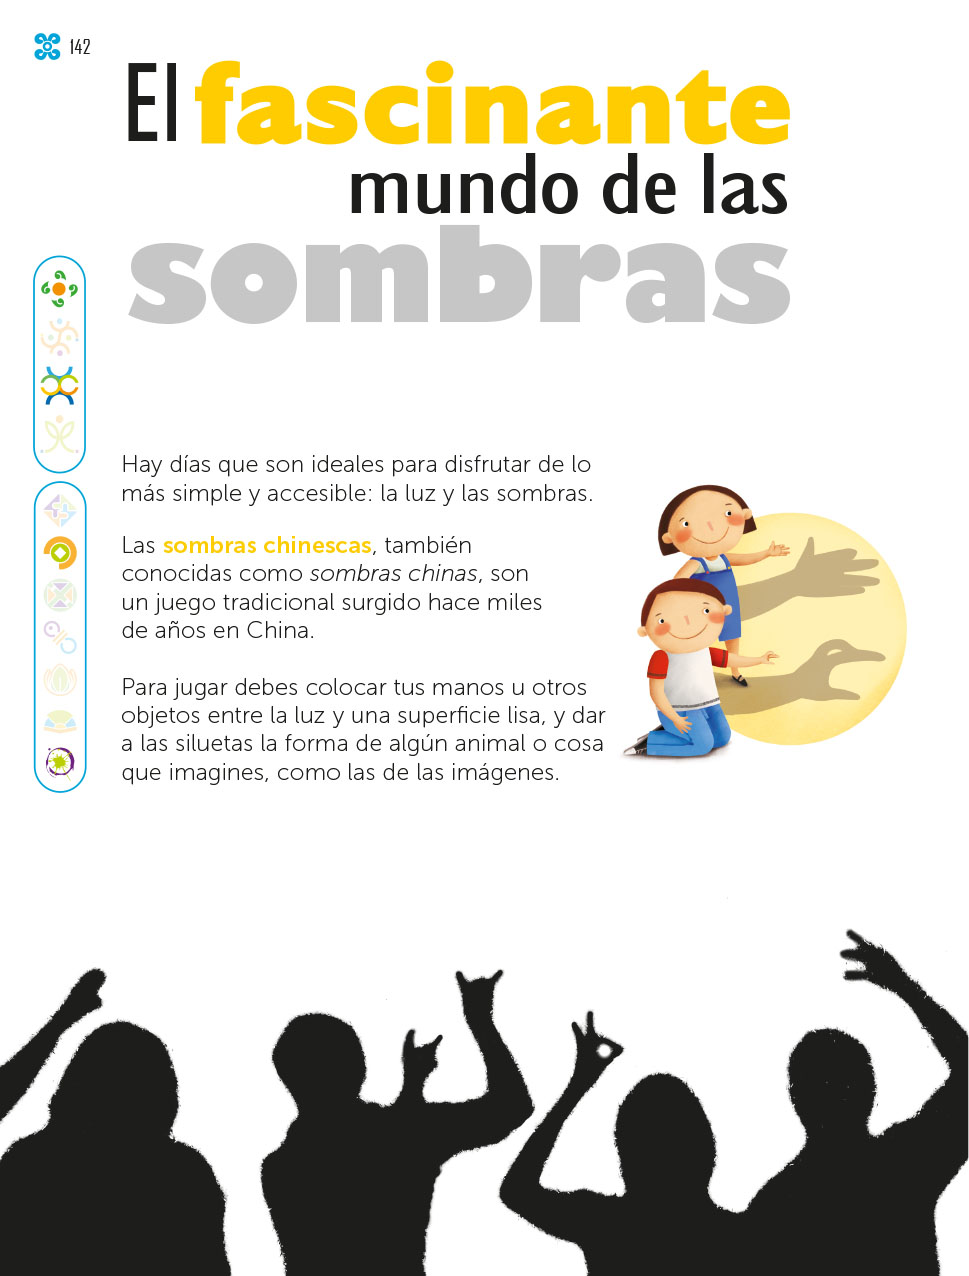 142
El fascinante
mundo de las
sombras
Hay días que son ideales para disfrutar de lo
más simple y accesible: la luz y las sombras.
Las sombras chinescas, también
conocidas como sombras chinas, son
un juego tradicional surgido hace miles
de años en China.
Para jugar debes colocar tus manos u otros
objetos entre la luz y una superficie lisa, y dar
a las siluetas la forma de algún animal o cosa
que imagines, como las de las imágenes.